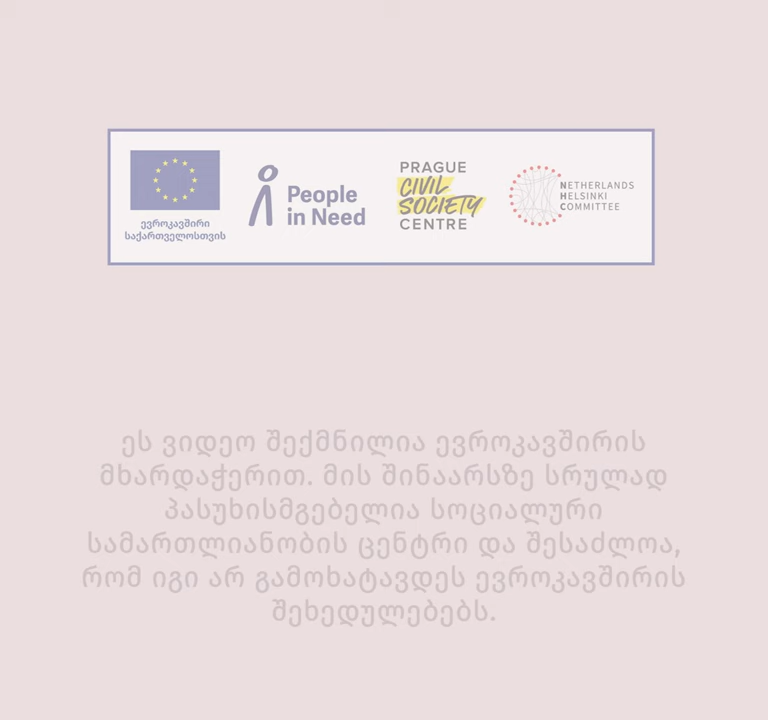 ევროკავშირი
საქართველოსთვის
People
in Need
PRAGUE
CIVIL
SOCIETY
CENTRE
NETHERLANDS
HELSINKI
COMMITTEE
ეს ვიდეო შექმნილია ევროკავშირის
მხარდაჭერით. მის შინაარსზე სრულად
პასუხისმგებელია სოციალური
სამართლიანობის ცენტრი და შესაძლოა,
რომ იგი არ გამოხატავდეს ევროკავშირის
შეხედულებებს.